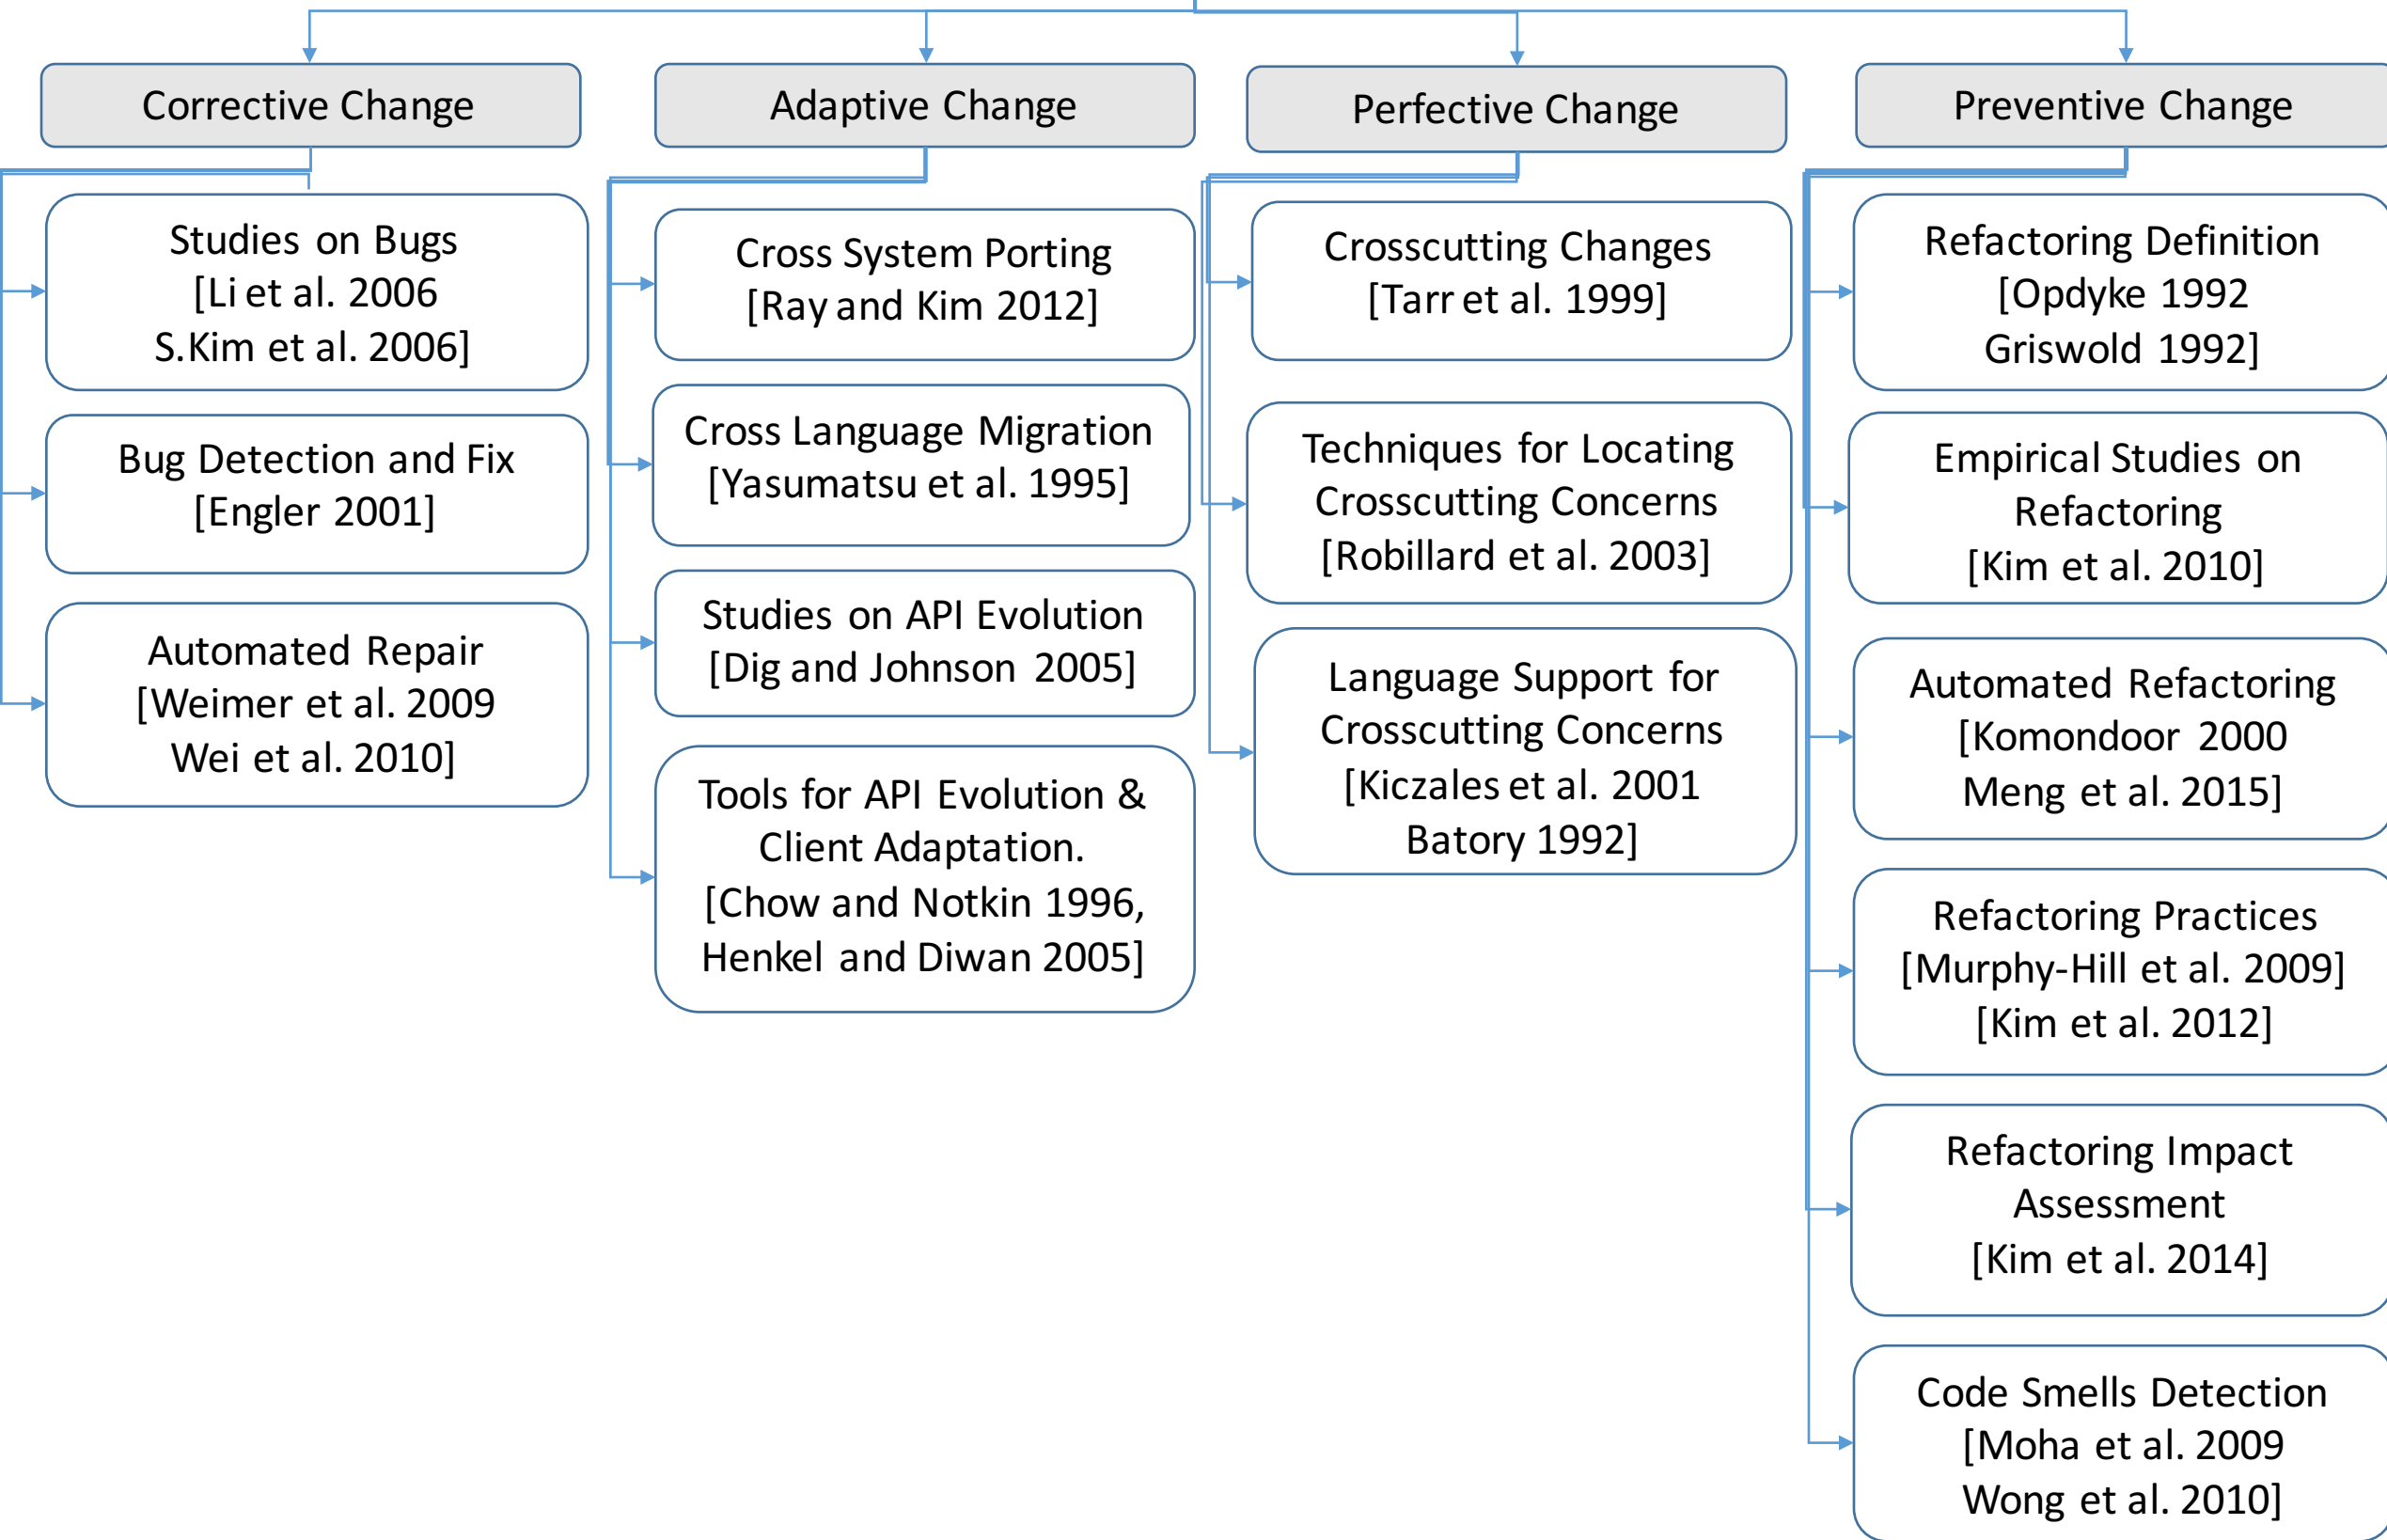 Corrective Change
Studies on Bugs
[Li et al. 2006
S.Kim et al. 2006]
Bug Detection and Fix
[Engler 2001]
Automated Repair
[Weimer et al. 2009
Wei et al. 2010]
Adaptive Change
Cross System Porting
[Ray and Kim 2012]
Cross Language Migration
[Yasumatsu et al. 1995]
Studies on API Evolution
[Dig and Johnson 2005]
Tools for API Evolution &
Client Adaptation.
[Chow and Notkin 1996,
Henkel and Diwan 2005]
Perfective Change
Crosscutting Changes
[Tarr et al. 1999]
Techniques for Locating
Crosscutting Concerns
[Robillard et al. 2003]
Language Support for
Crosscutting Concerns
[Kiczales et al. 2001
Batory 1992]
Preventive Change
Refactoring Definition
[Opdyke 1992
Griswold 1992]
Empirical Studies on
Refactoring
[Kim et al. 2010]
Automated Refactoring
[Komondoor 2000
Meng et al. 2015]
Refactoring Practices
[Murphy-Hill et al. 2009]
[Kim et al. 2012]
Refactoring Impact
Assessment
[Kim et al. 2014]
Code Smells Detection
[Moha et al. 2009
Wong et al. 2010]